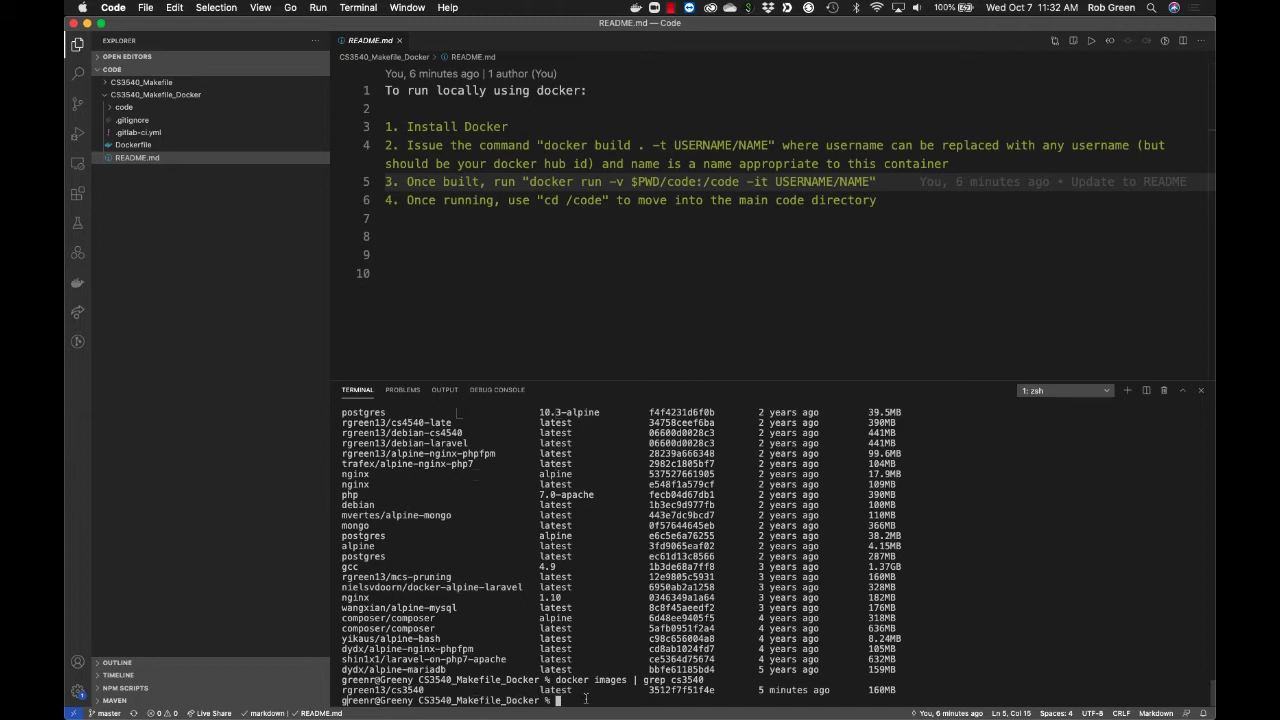 Code File Edit Selection View Go Run Terminal Window Help 100% Wed Oct 7 11:32 AM Rob Green
README.md — Code
EXPLORER
README.md
OPEN EDITORS
CODE
CS3540_Makefile
CS3540_Makefile_Docker
code
.gitignore
.gitlab-ci.yml
Dockerfile
README.md
OUTLINE
TIMELINE
NPM SCRIPTS
MAVEN
CS3540_Makefile_Docker > README.md
You, 6 minutes ago | 1 author (You)
1 To run locally using docker:
2
3 1. Install Docker
4 2. Issue the command "docker build . -t USERNAME/NAME" where username can be replaced with any username (but
should be your docker hub id) and name is a name appropriate to this container
5 3. Once built, run "docker run -v $PWD/code:/code -it USERNAME/NAME" You, 6 minutes ago • Update to README
6 4. Once running, use "cd /code" to move into the main code directory
7
8
9
10
TERMINAL PROBLEMS OUTPUT DEBUG CONSOLE 1: zsh
postgres 10.3-alpine f4f4231d6f0b 2 years ago 39.5MB
rgreen13/cs4540-late latest 34758ceef6ba 2 years ago 390MB
rgreen13/debian-cs4540 latest 06600d0028c3 2 years ago 441MB
rgreen13/debian-laravel latest 06600d0028c3 2 years ago 441MB
rgreen13/alpine-nginx-phpfpm latest 28239a666348 2 years ago 99.6MB
trafex/alpine-nginx-php7 latest 2982c1805bf7 2 years ago 104MB
nginx alpine 537527661905 2 years ago 17.9MB
nginx latest e548f1a579cf 2 years ago 109MB
php 7.0-apache fecb04d67db1 2 years ago 390MB
debian latest 1b3ec9d977fb 2 years ago 100MB
mvertes/alpine-mongo latest 443e7dc9bcd7 2 years ago 110MB
mongo latest 0f57644645eb 2 years ago 366MB
postgres alpine e6c5e6a76255 2 years ago 38.2MB
alpine latest 3fd9065eaf02 2 years ago 4.15MB
postgres latest ec61d13c8566 2 years ago 287MB
gcc 4.9 1b3de68a7ff8 3 years ago 1.37GB
rgreen13/mcs-pruning latest 12e9805c5931 3 years ago 160MB
nielsvdoorn/docker-alpine-laravel latest 6950ab2a1258 3 years ago 328MB
nginx 1.10 0346349a1a64 3 years ago 182MB
wangxian/alpine-mysql latest 8c8f45aeedf2 3 years ago 176MB
composer/composer alpine 6d48ee9405f5 4 years ago 318MB
composer/composer latest 5afb0951f2a4 4 years ago 636MB
yikaus/alpine-bash latest c98c656004a8 4 years ago 8.24MB
dydx/alpine-nginx-phpfpm latest cd8ab1024fd7 4 years ago 105MB
shin1x1/laravel-on-php7-apache latest ce5364d75674 4 years ago 632MB
dydx/alpine-mariadb latest bbfe61185bd4 5 years ago 159MB
greenr@Greeny CS3540_Makefile_Docker % docker images | grep cs3540
rgreen13/cs3540 latest 3512f7f51f4e 5 minutes ago 160MB
greenr@Greeny CS3540_Makefile_Docker %
master 0 0 Live Share markdown | README.md You, 6 minutes ago Ln 5, Col 15 Spaces: 4 CRLF Markdown